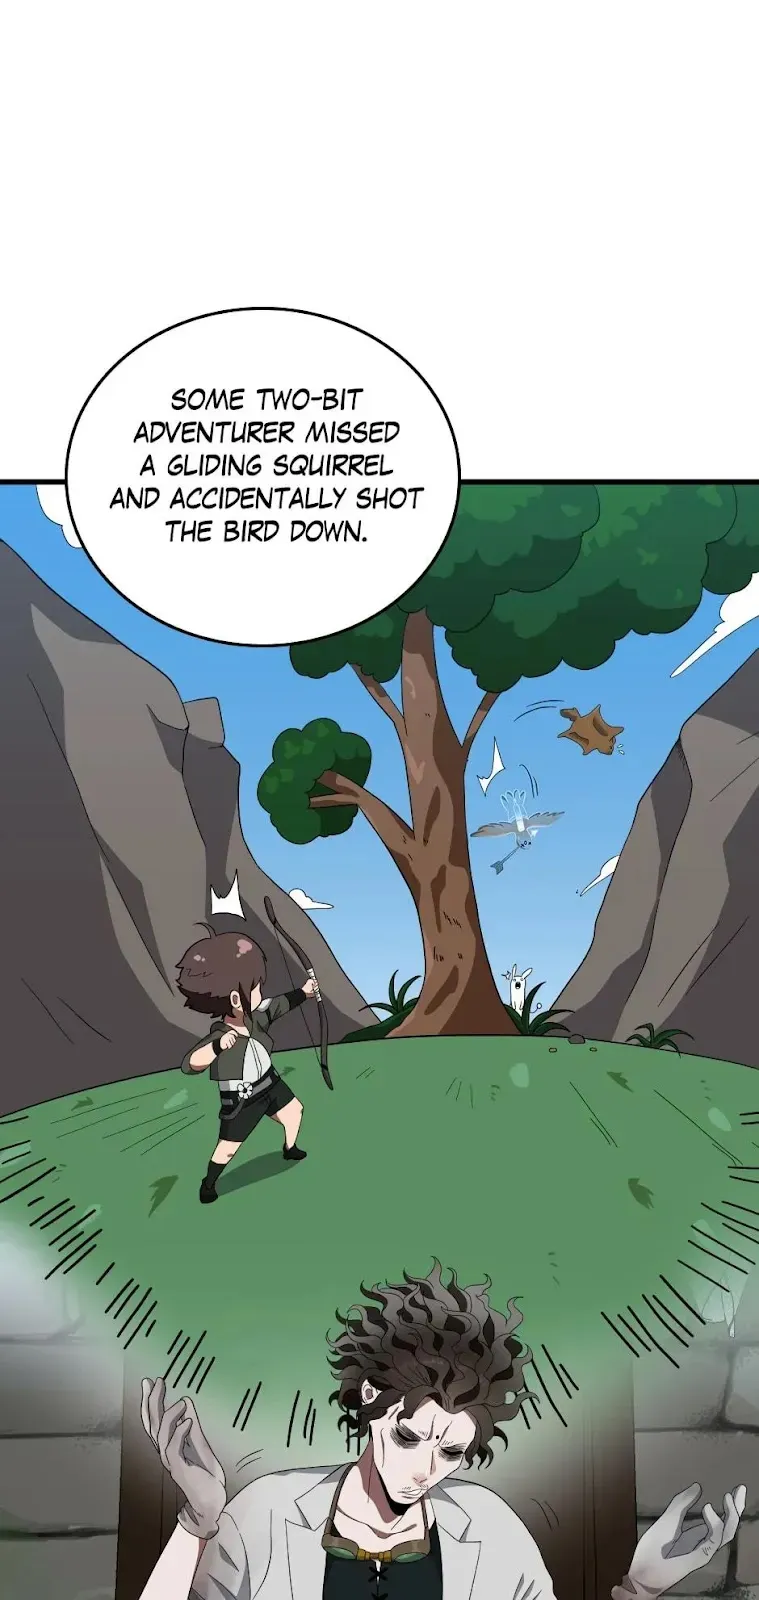 SOME TWO-BIT
ADVENTURER MISSED
A GLIDING SQUIRREL
AND ACCIDENTALLY SHOT
THE BIRD DOWN.